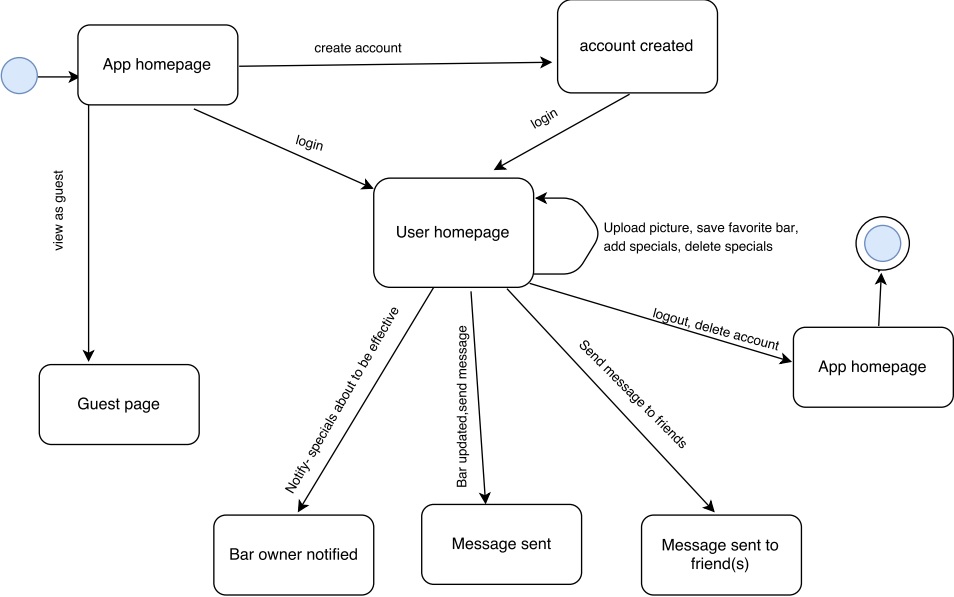 account created
create account
App homepage
login
login
view as guest
User homepage
Upload picture, save favorite bar,
add specials, delete specials
logout, delete account
App homepage
Guest page
Notify- specials about to be effective
Bar updated,send message
Send message to friends
Bar owner notified
Message sent
Message sent to
friend(s)